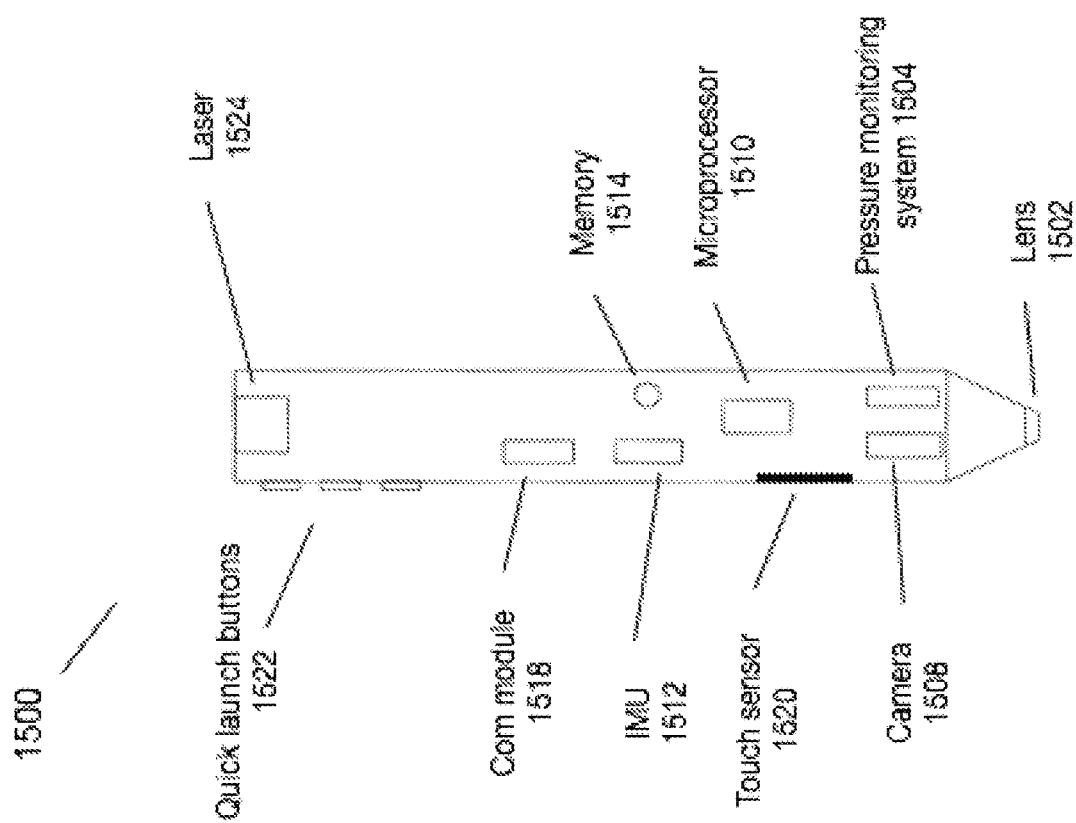 1500
Quick launch buttons
1522
Laser
1524
Com module
1518
Memory
1514
IMU
1512
Microprocessor
1510
Touch sensor
1520
Pressure monitoring
system 1504
Camera
1508
Lens
1502